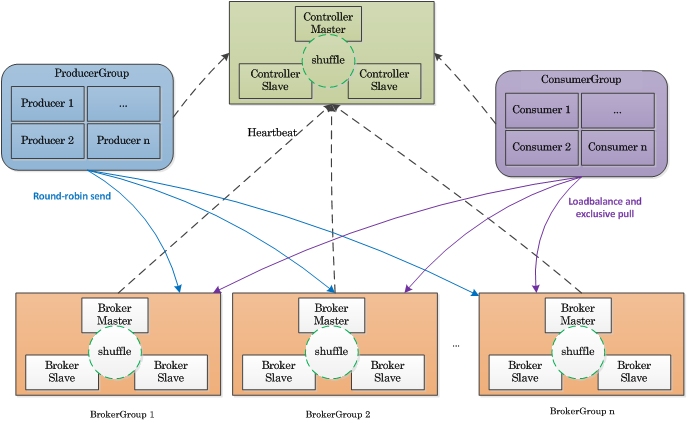 Controller
Master
shuffle
Controller
Slave
Controller
Slave
ProducerGroup
Producer 1
...
Producer 2
Producer n
ConsumerGroup
Consumer 1
...
Consumer 2
Consumer n
Heartbeat
Round-robin send
Loadbalance and
exclusive pull
Broker
Master
shuffle
Broker
Slave
Broker
Slave
BrokerGroup 1
Broker
Master
shuffle
Broker
Slave
Broker
Slave
BrokerGroup 2
...
Broker
Master
shuffle
Broker
Slave
Broker
Slave
BrokerGroup n